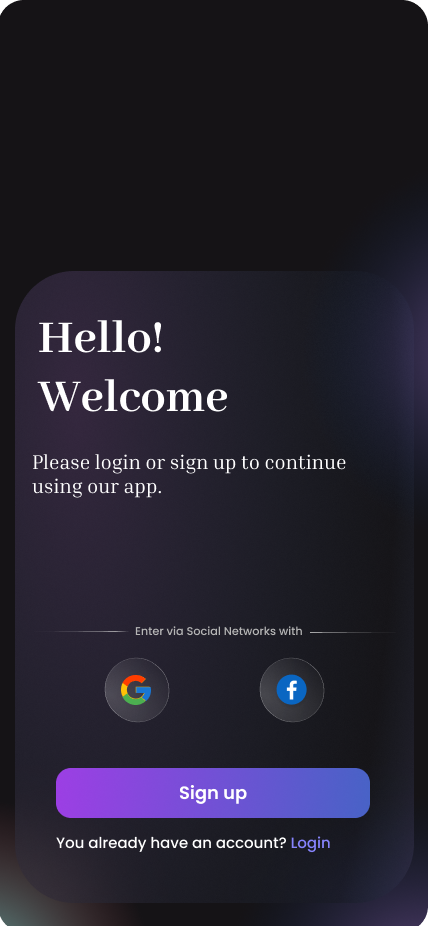 Hello!
Welcome
Please login or sign up to continue
using our app.
Enter via Social Networks with
Sign up
You already have an account? Login